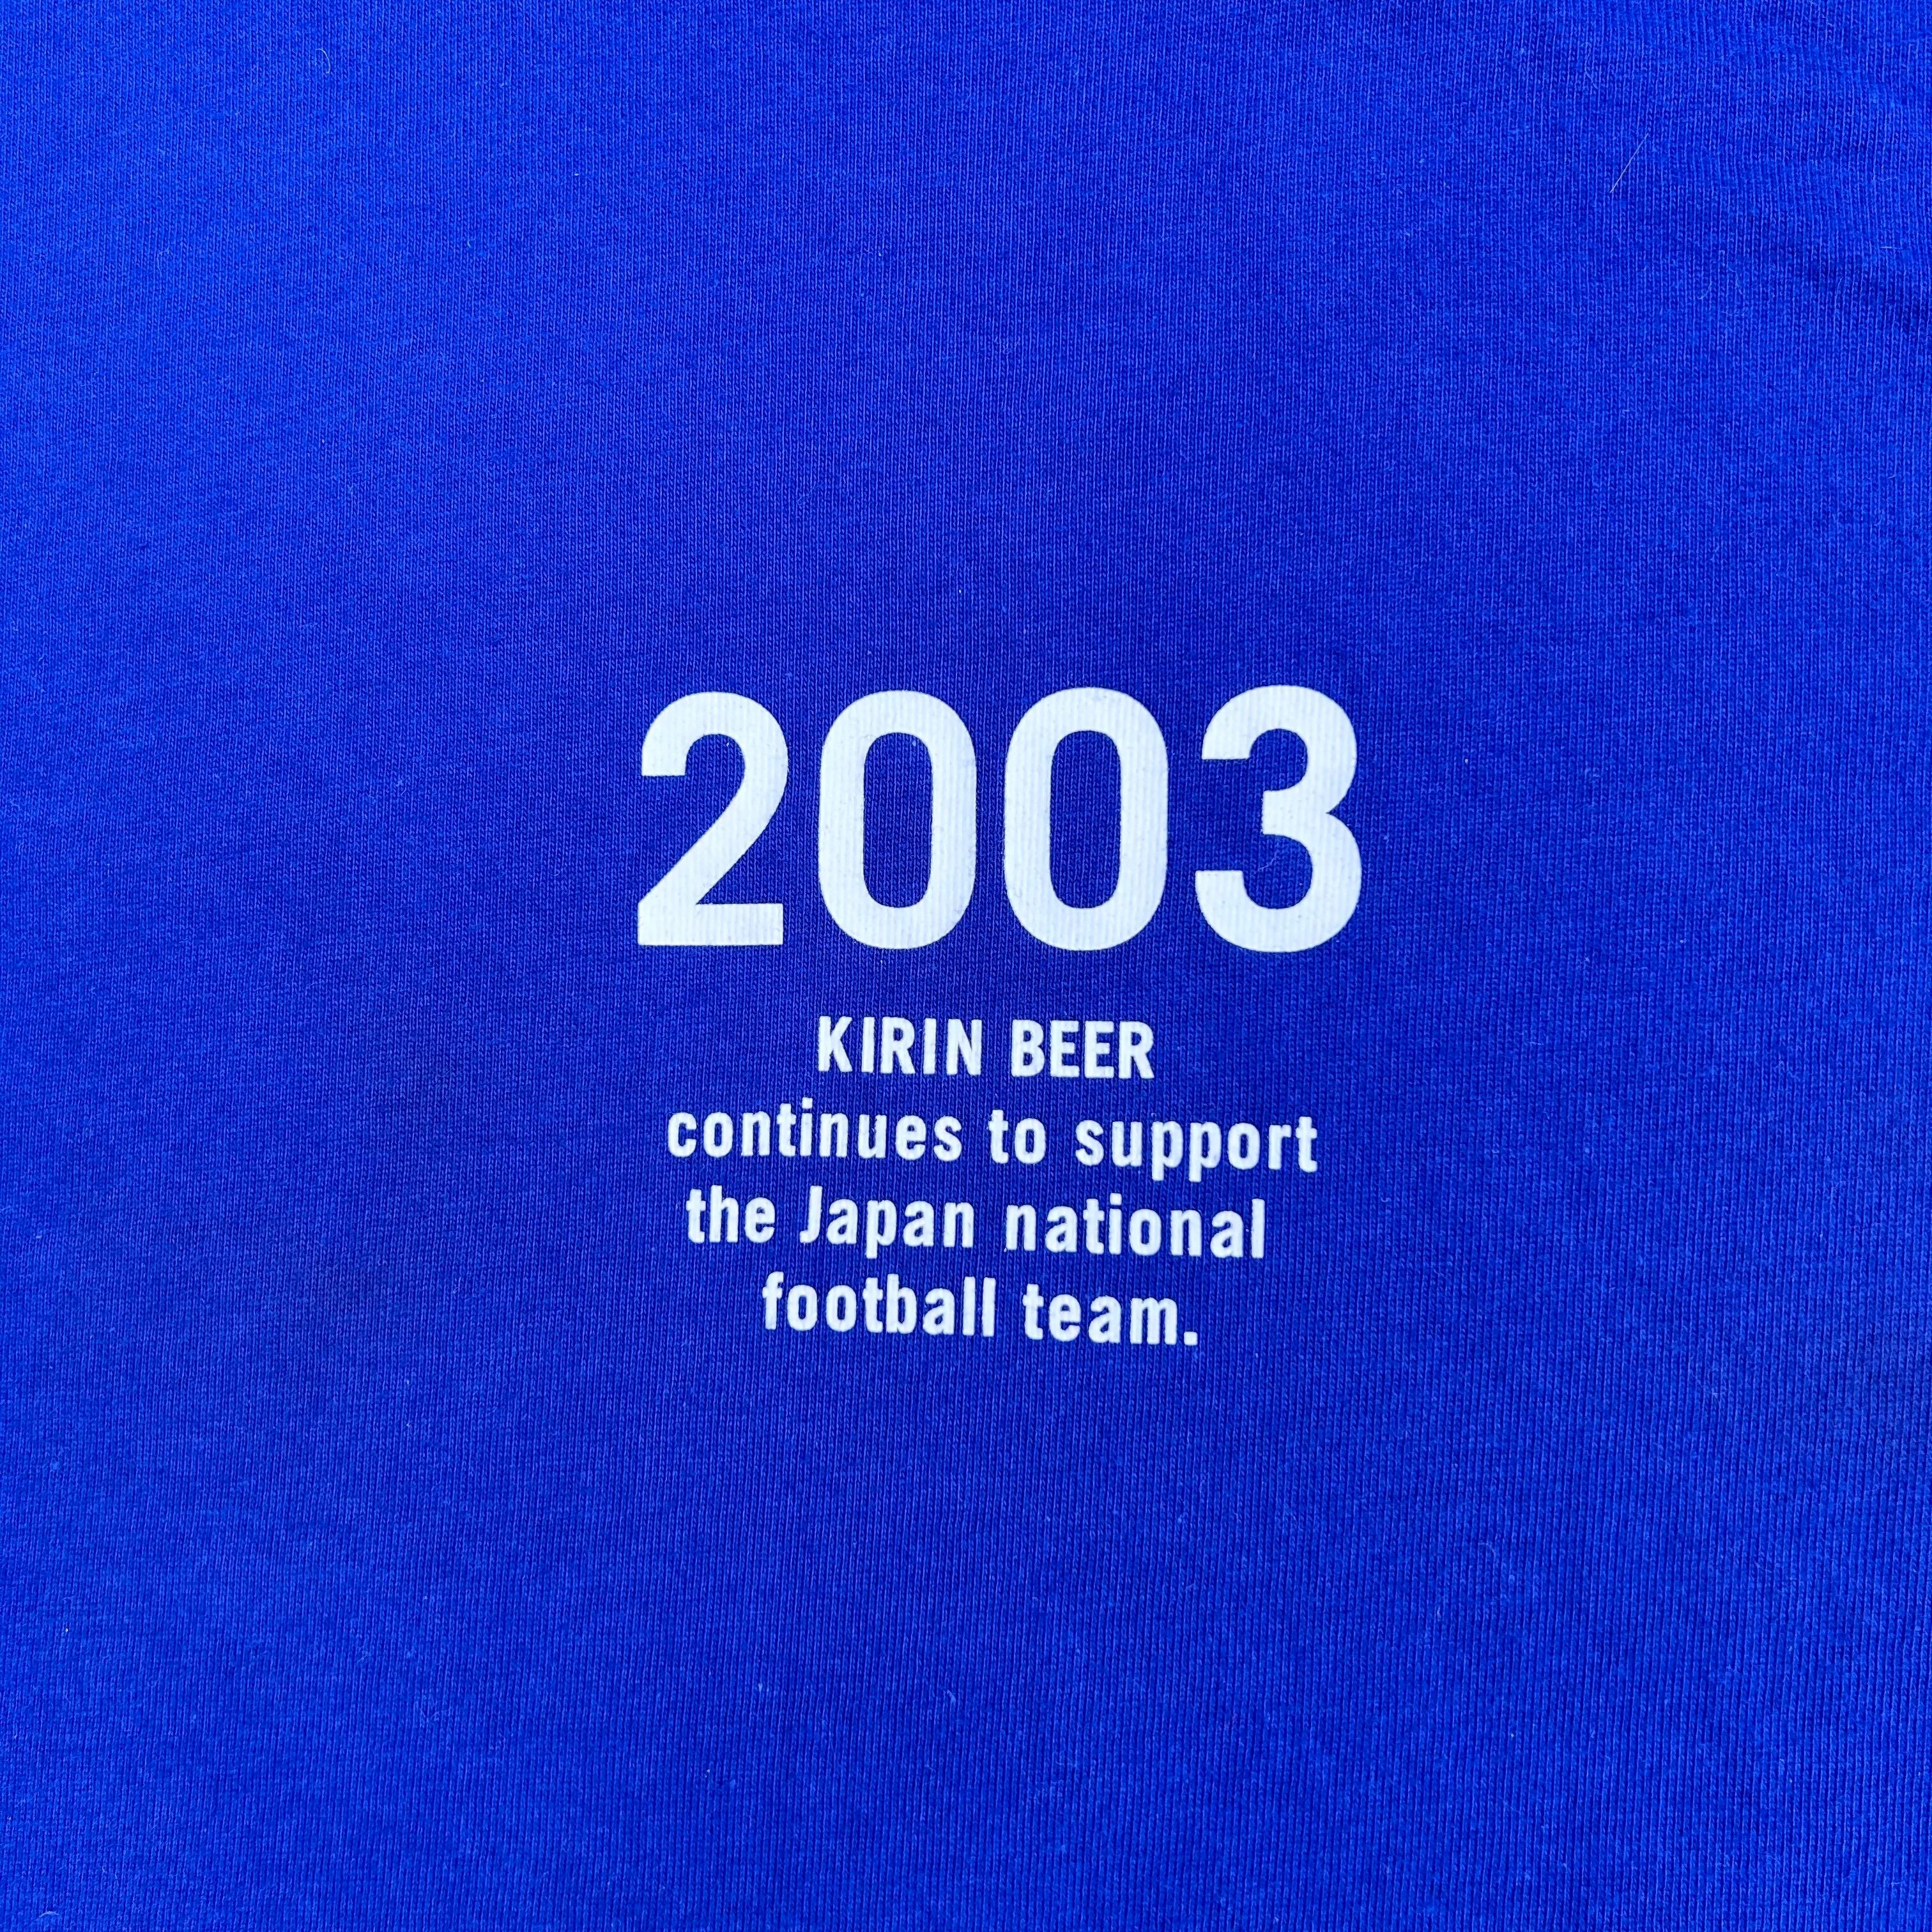 2003
KIRIN BEER
continues to support
the Japan national
football team.